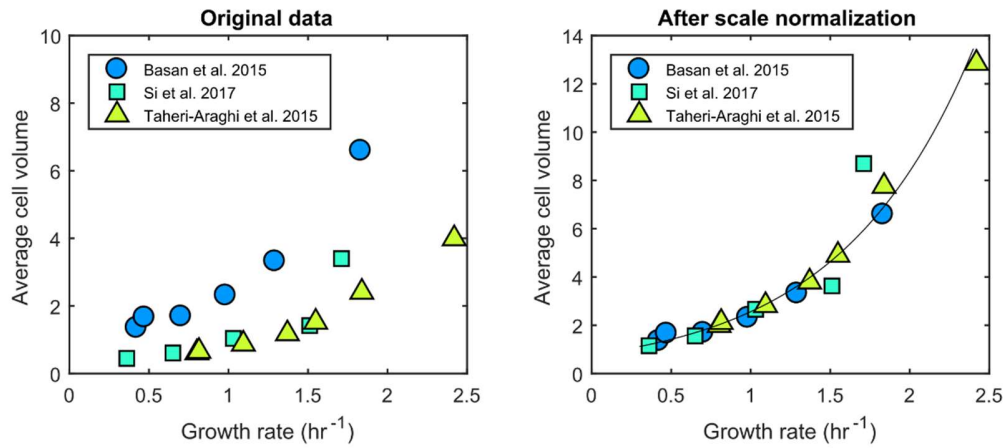 Original data
10
8
6
4
2
0
0.5
1
1.5
2
2.5
Average cell volume
Growth rate (hr⁻¹)
Basan et al. 2015
Si et al. 2017
Taheri-Araghi et al. 2015
After scale normalization
14
12
10
8
6
4
2
0
0
0.5
1
1.5
2
2.5
Average cell volume
Growth rate (hr⁻¹)
Basan et al. 2015
Si et al. 2017
Taheri-Araghi et al. 2015